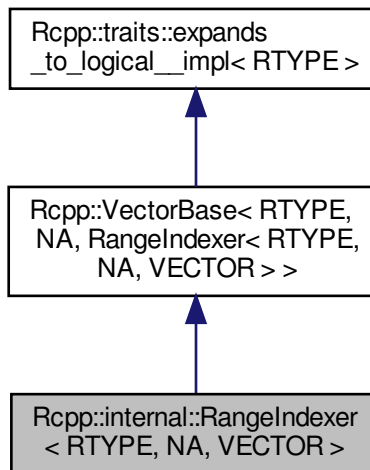 Rcpp::traits::expands
_to_logical__impl< RTYPE >
Rcpp::VectorBase< RTYPE,
NA, RangeIndexer< RTYPE,
NA, VECTOR > >
Rcpp::internal::RangeIndexer
< RTYPE, NA, VECTOR >